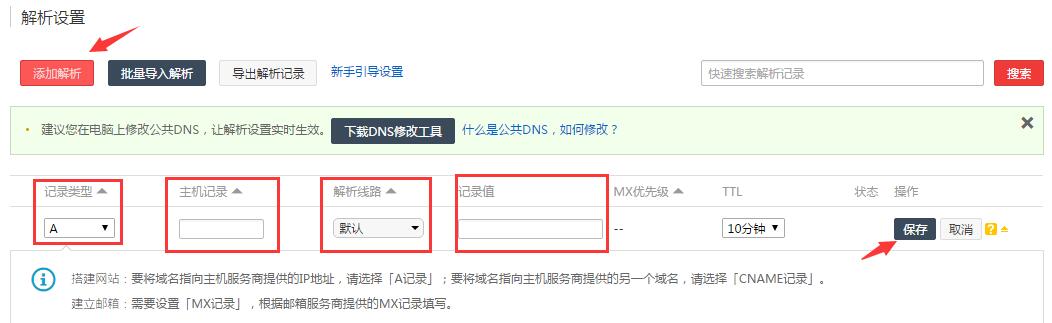 解析设置
添加解析 批量导入解析 导出解析记录 新手引导设置 快速搜索解析记录 搜索
建议您在电脑上修改公共DNS，让解析设置实时生效。 下载DNS修改工具 什么是公共DNS，如何修改？
记录类型 主机记录 解析线路 记录值 MX优先级 TTL 状态 操作
A 默认 -- 10分钟 保存 取消 ?
搭建网站：要将域名指向主机服务商提供的IP地址，请选择「A记录」；要将域名指向主机服务商提供的另一个域名，请选择「CNAME记录」。
建立邮箱：需要设置「MX记录」，根据邮箱服务商提供的MX记录填写。